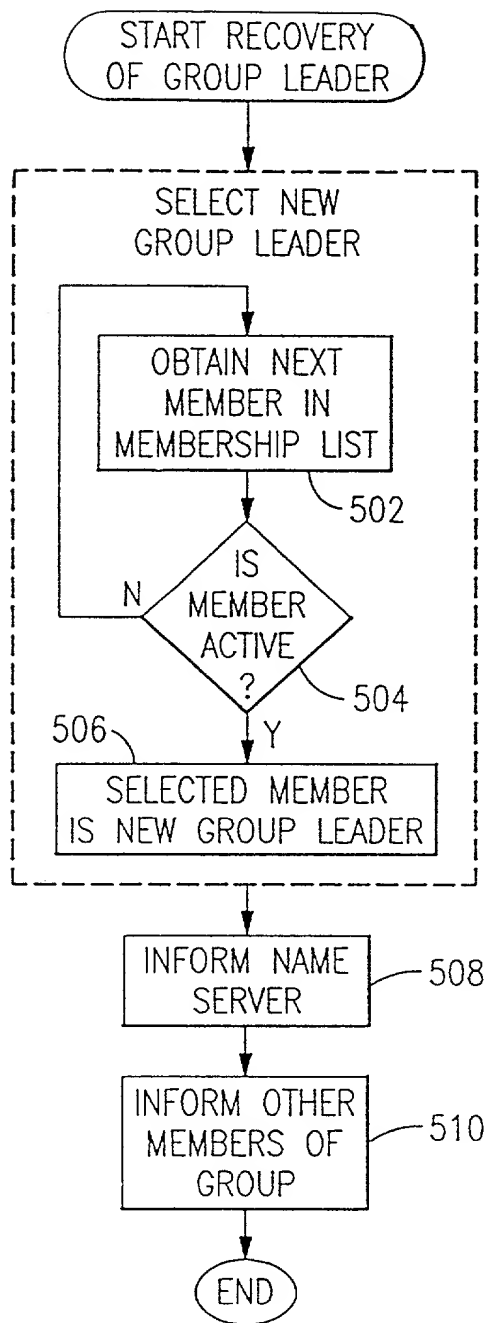 START RECOVERY
OF GROUP LEADER
SELECT NEW
GROUP LEADER
OBTAIN NEXT
MEMBER IN
MEMBERSHIP LIST
502
IS
MEMBER
ACTIVE
?
N
504
Y
506
SELECTED MEMBER
IS NEW GROUP LEADER
INFORM NAME
SERVER
508
INFORM OTHER
MEMBERS OF
GROUP
510
END